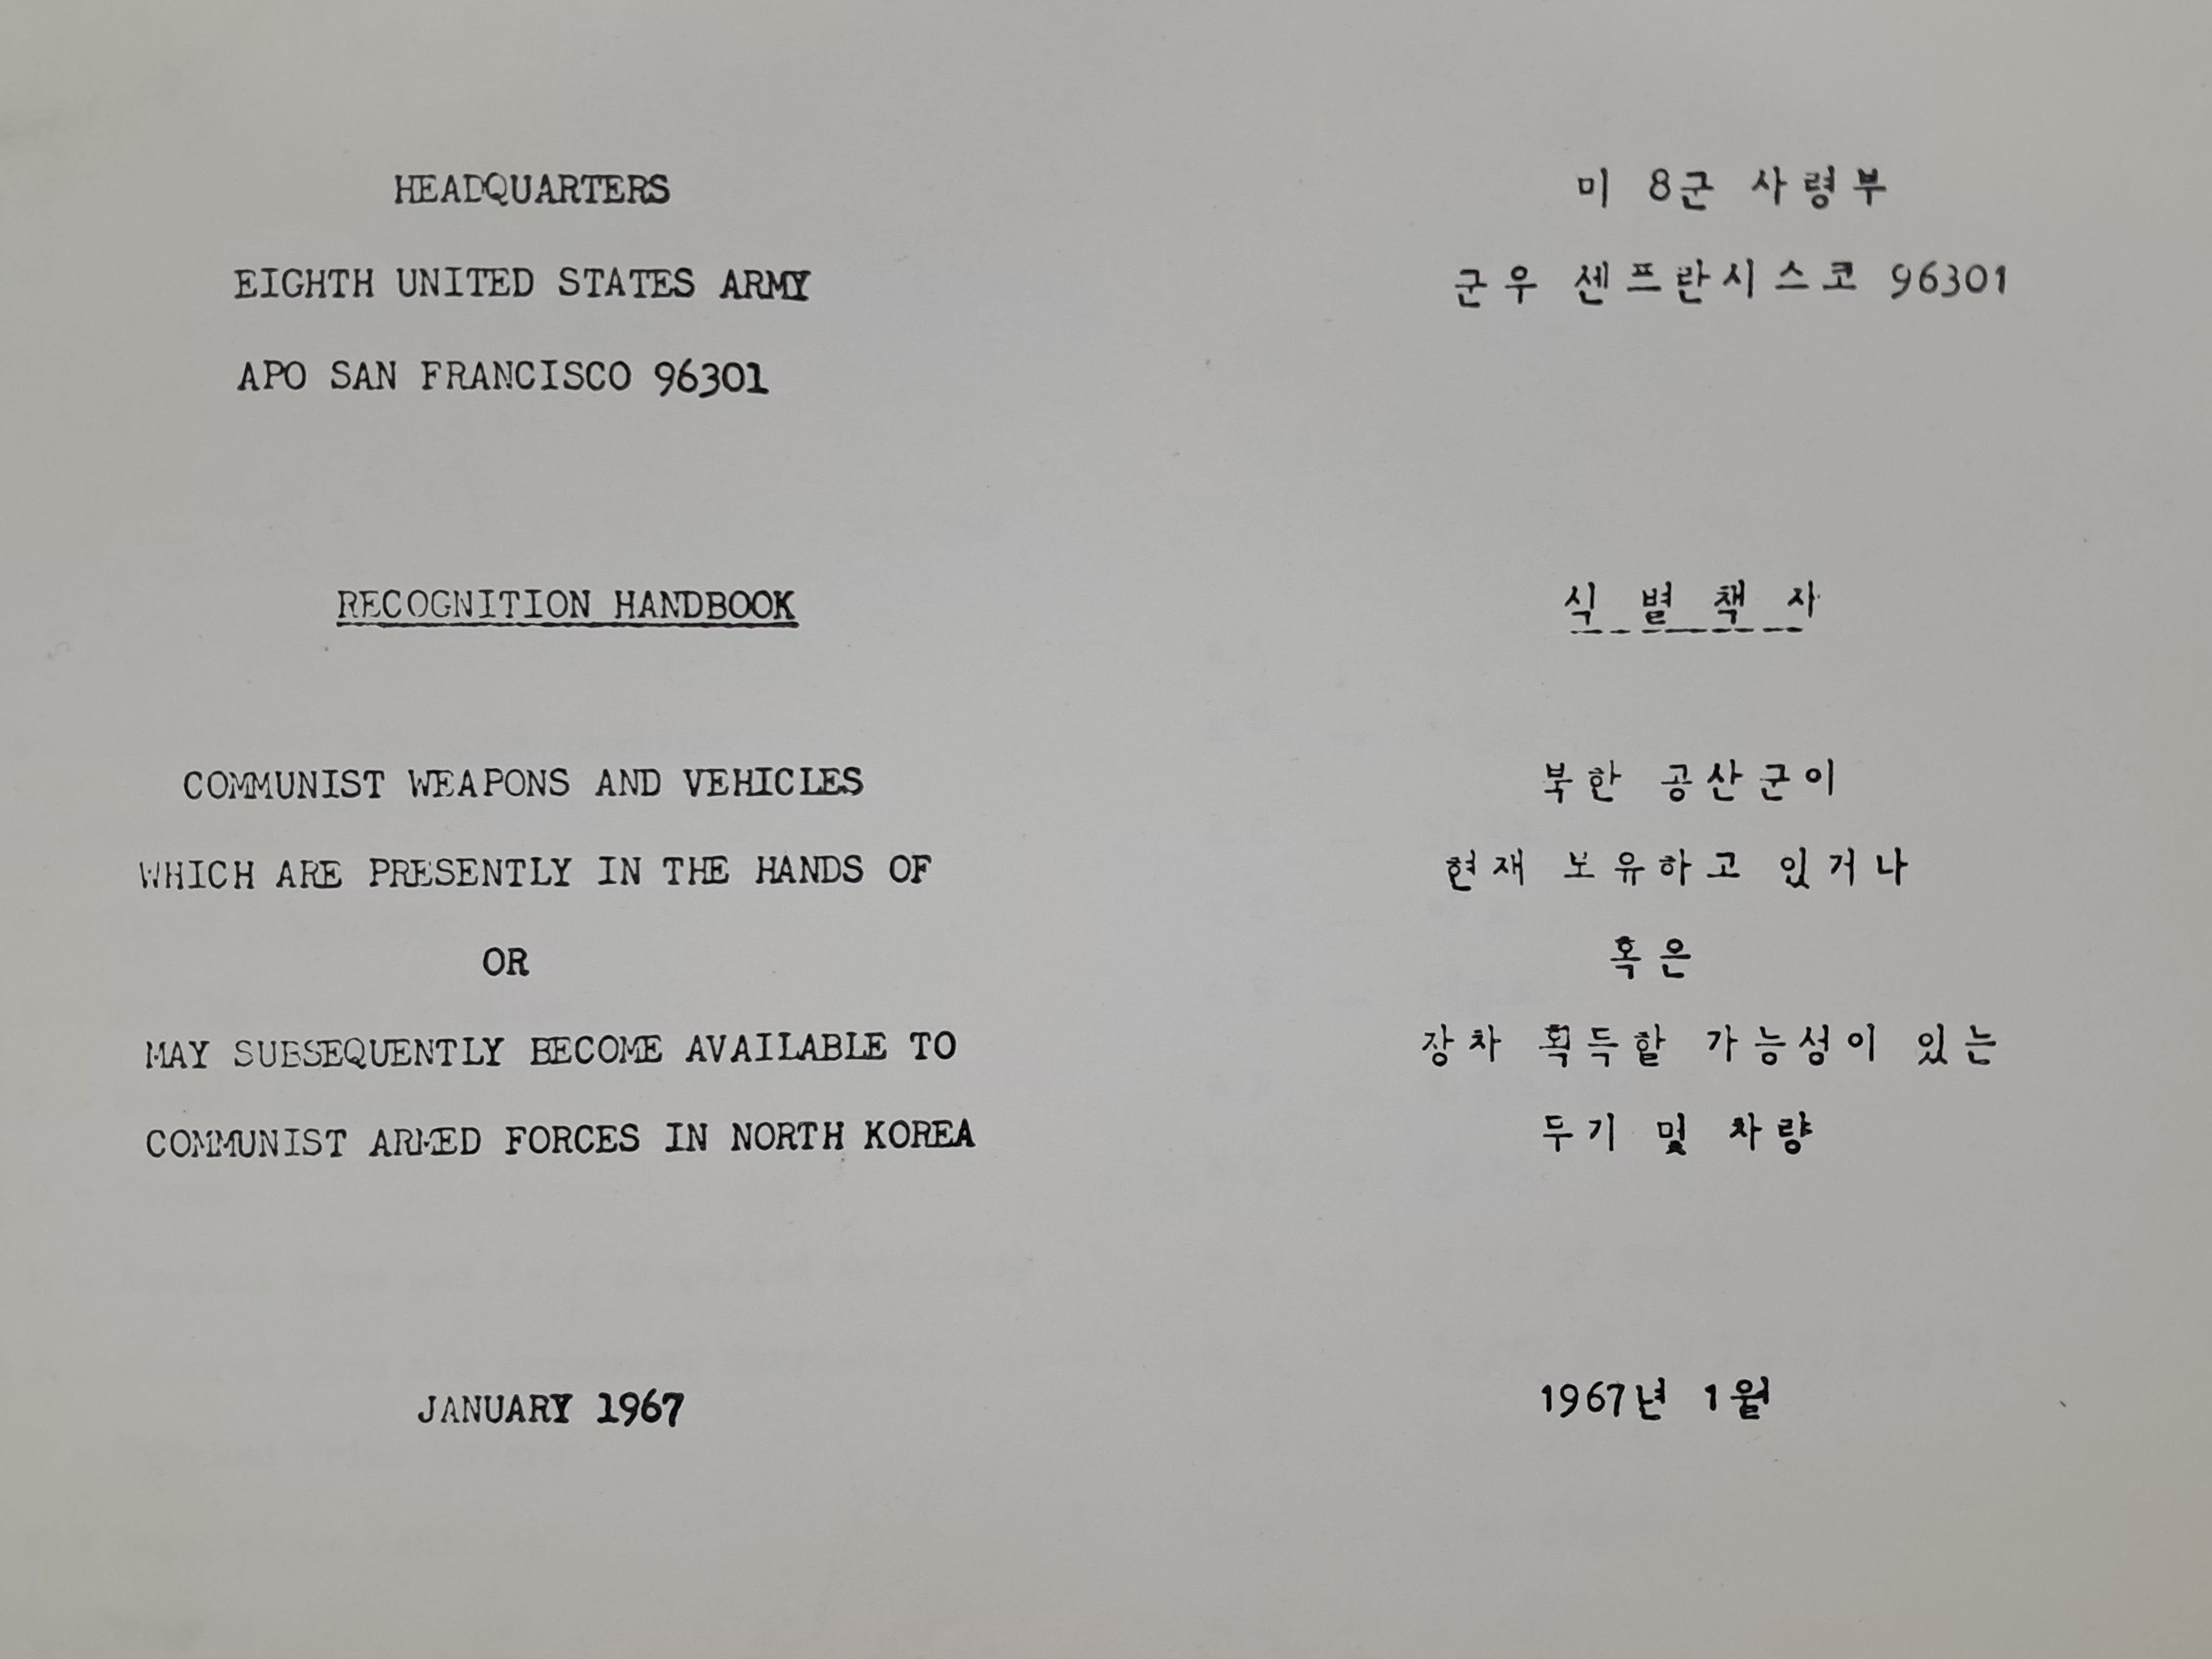 HEADQUARTERS
EIGHTH UNITED STATES ARMY
APO SAN FRANCISCO 96301
RECOGNITION HANDBOOK
COMMUNIST WEAPONS AND VEHICLES
WHICH ARE PRESENTLY IN THE HANDS OF
OR
MAY SUBSEQUENTLY BECOME AVAILABLE TO
COMMUNIST ARMED FORCES IN NORTH KOREA
JANUARY 1967
미 8군 사령부
군우 센프란시스코 96301
식 별 책 자
북한 공산군이
현재 보유하고 있거나
혹은
장차 획득할 가능성이 있는
무기 및 차량
1967년 1월